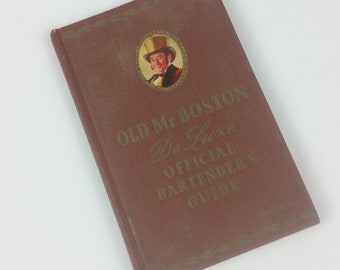 OLD Mr. BOSTON
De Luxe
OFFICIAL
BARTENDER'S
GUIDE